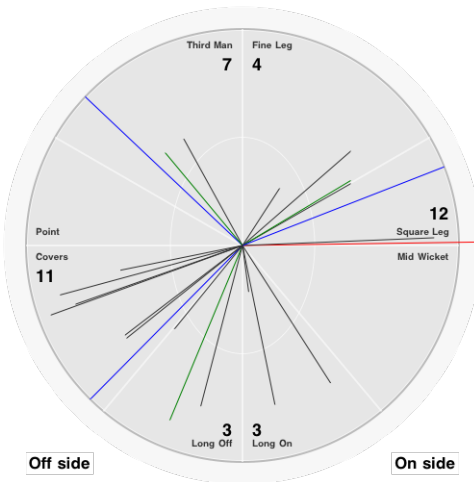 Third Man Fine Leg
7 4
12
Point Square Leg
Covers Mid Wicket
11
3 3
Long Off Long On
Off side On side